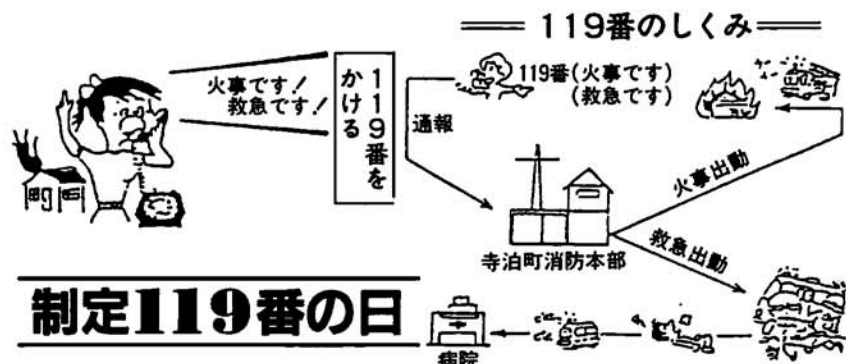 119番のしくみ
火事です!
救急です!
119番を
かける
119番(火事です)
(救急です)
通報
火事出動
寺泊町消防本部
救急出動
制定119番の日
病院